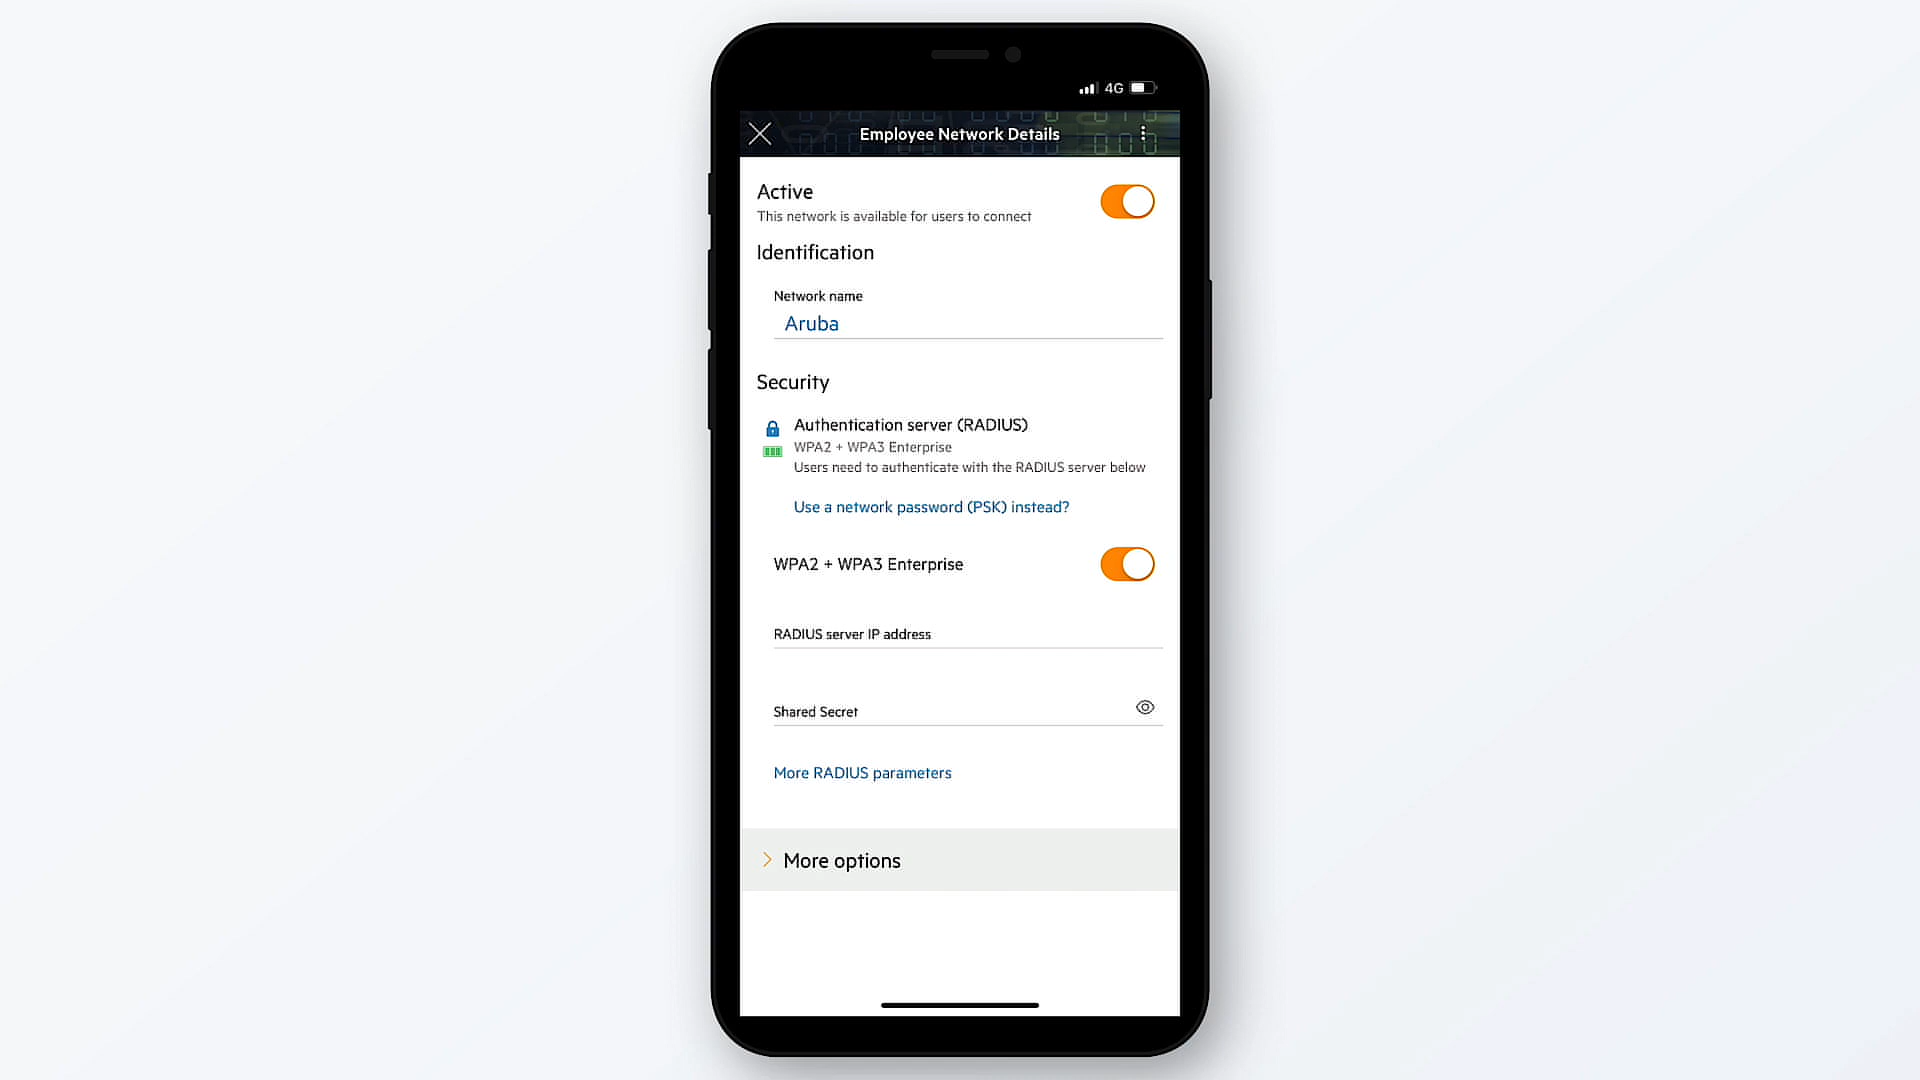 4G
Employee Network Details
Active
This network is available for users to connect
Identification
Network name
Aruba
Security
Authentication server (RADIUS)
WPA2 + WPA3 Enterprise
Users need to authenticate with the RADIUS server below
Use a network password (PSK) instead?
WPA2 + WPA3 Enterprise
RADIUS server IP address
Shared Secret
More RADIUS parameters
More options